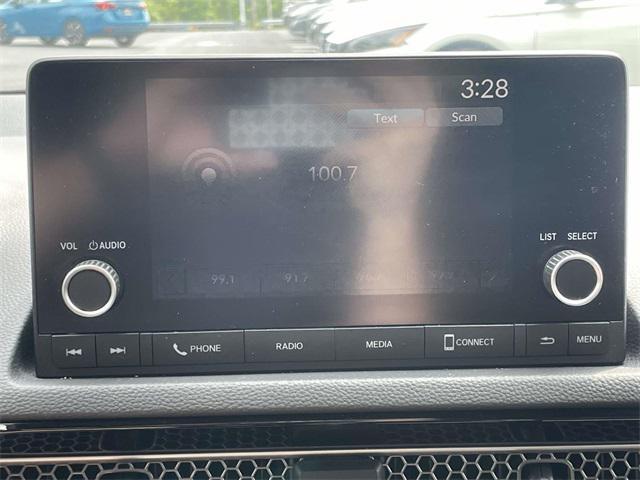 3:28
Text Scan
100.7
VOL AUDIO
LIST SELECT
99.1 91.7
PHONE RADIO MEDIA CONNECT MENU